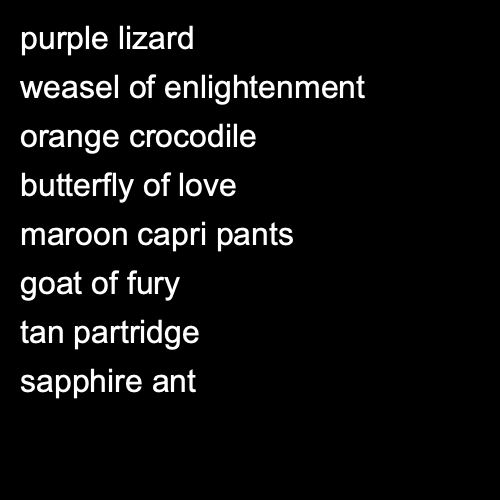 purple lizard
weasel of enlightenment
orange crocodile
butterfly of love
maroon capri pants
goat of fury
tan partridge
sapphire ant